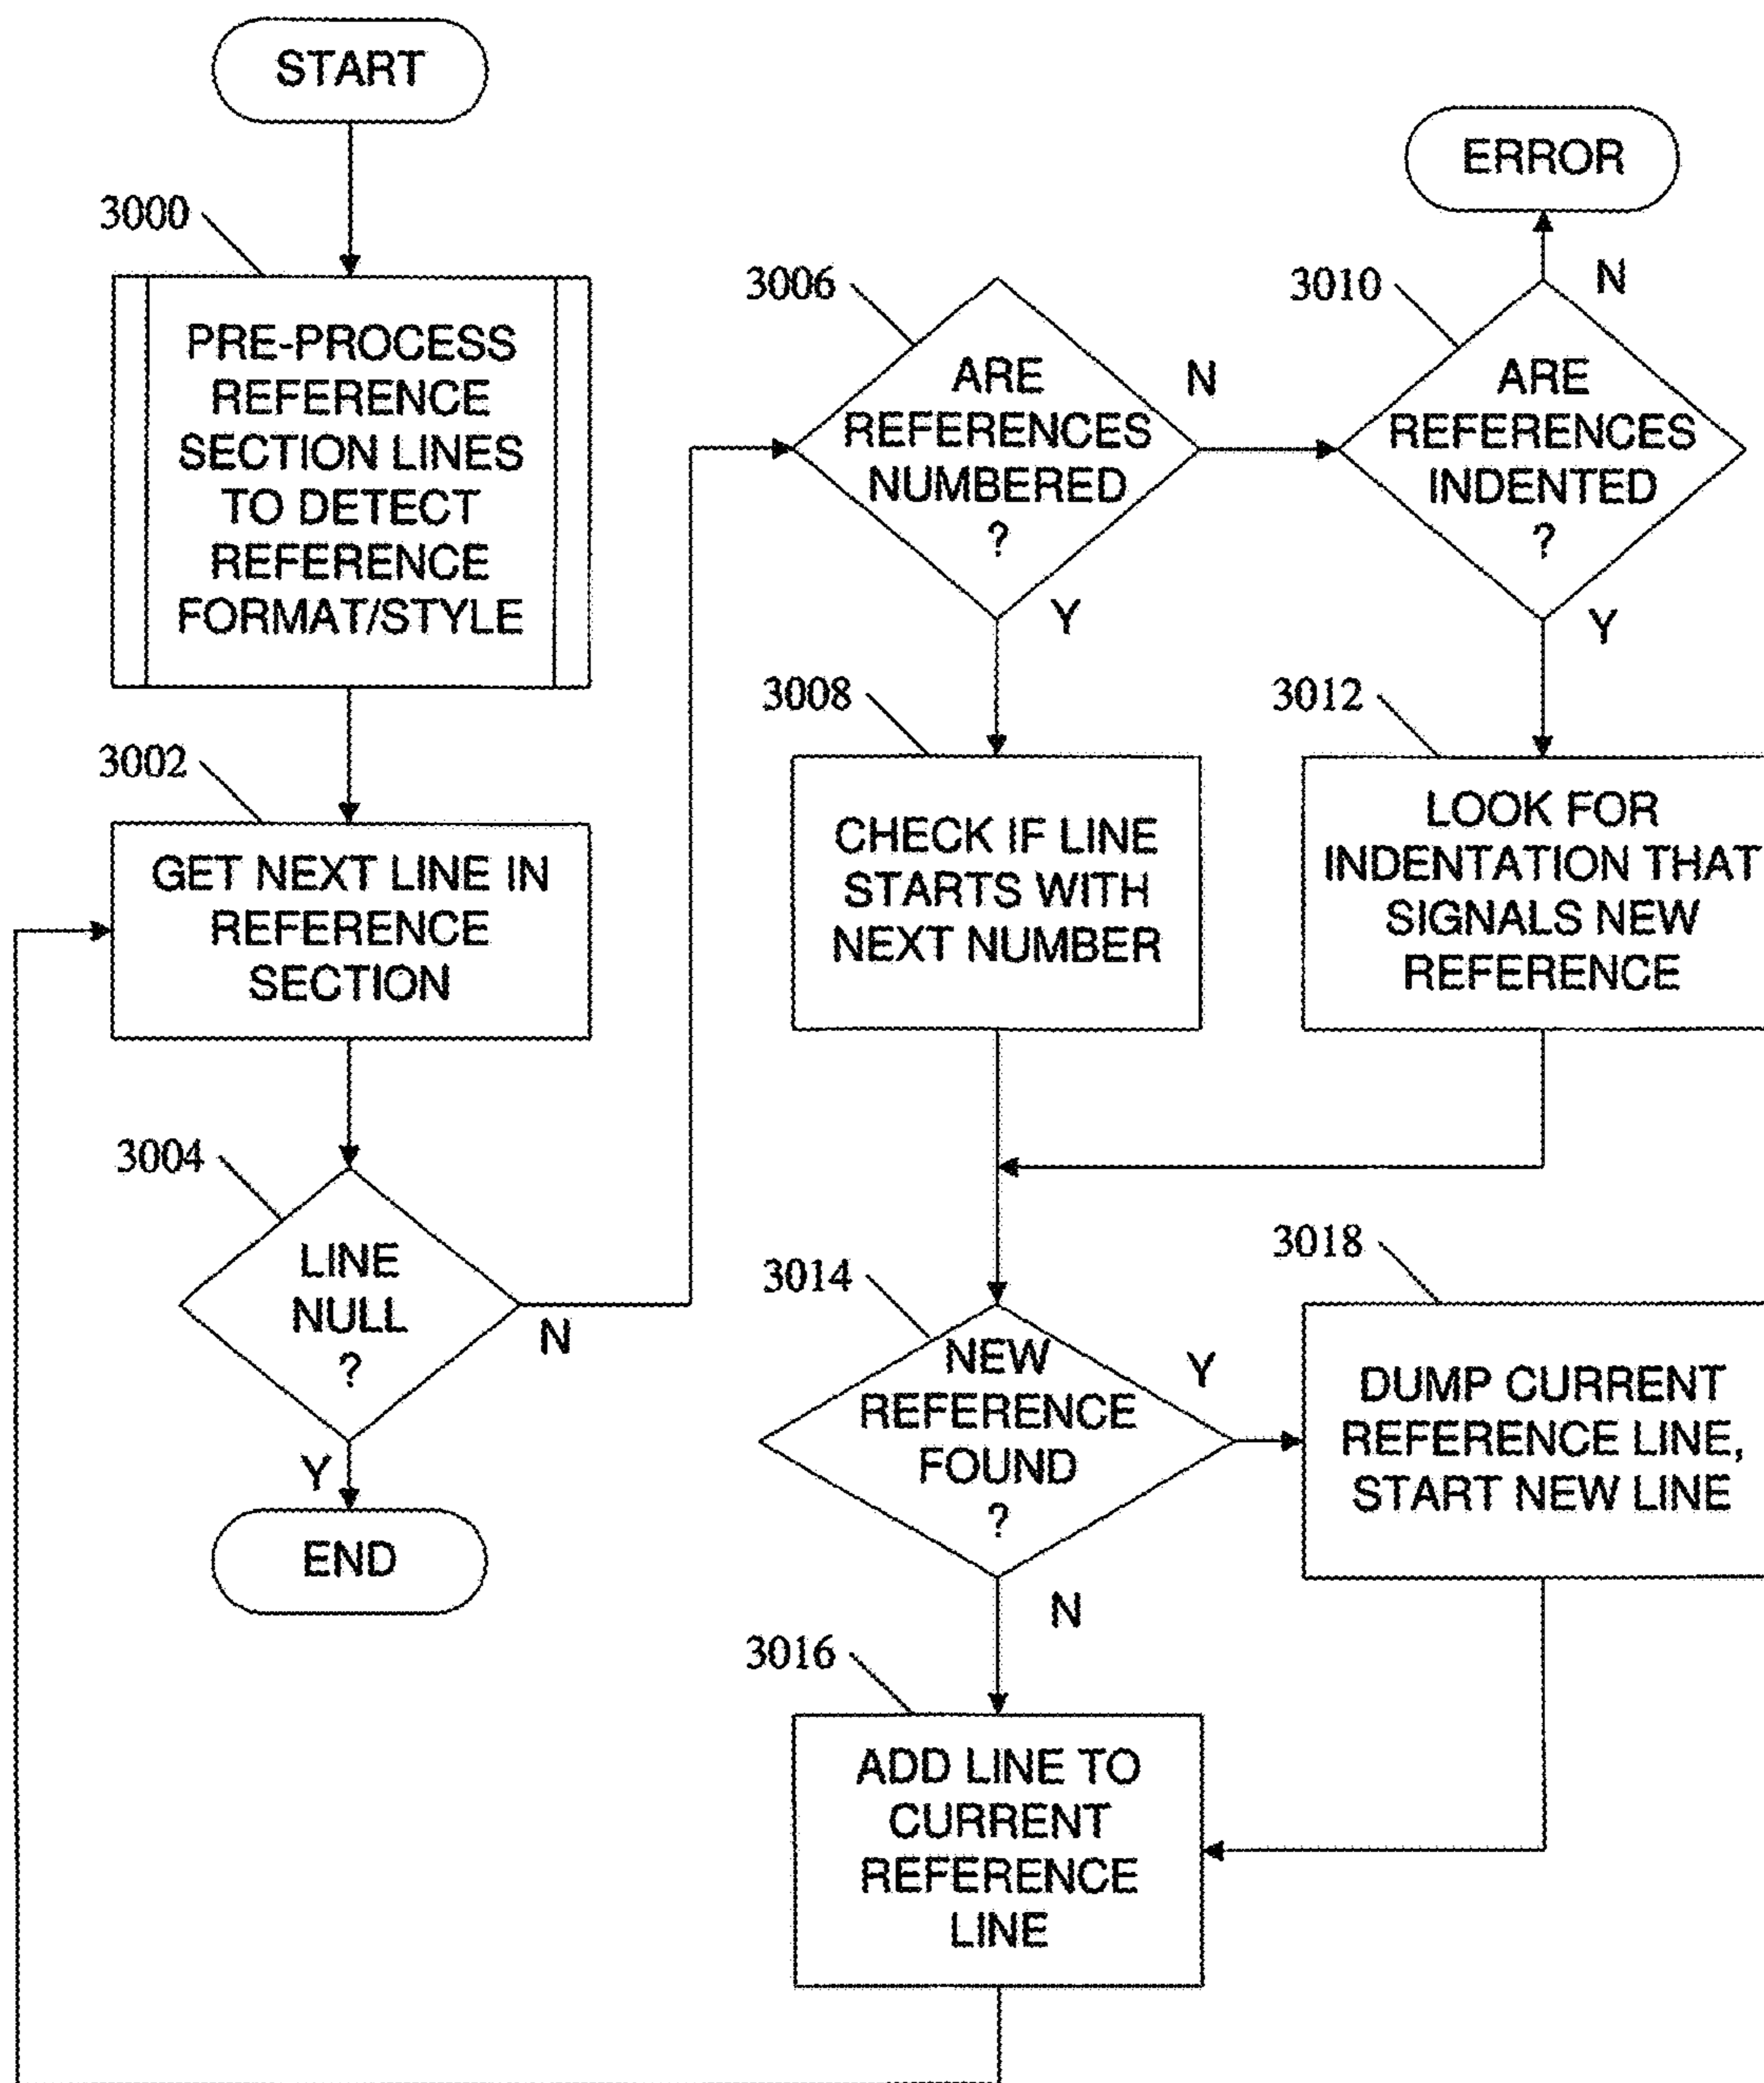 START
3000
PRE-PROCESS
REFERENCE
SECTION LINES
TO DETECT
REFERENCE
FORMAT/STYLE
3002
GET NEXT LINE IN
REFERENCE
SECTION
3004
LINE
NULL
?
N
Y
END
3006
ARE
REFERENCES
NUMBERED
?
N
Y
3010
ARE
REFERENCES
INDENTED
?
N
Y
ERROR
3008
CHECK IF LINE
STARTS WITH
NEXT NUMBER
3012
LOOK FOR
INDENTATION THAT
SIGNALS NEW
REFERENCE
3014
NEW
REFERENCE
FOUND
?
Y
N
3018
DUMP CURRENT
REFERENCE LINE,
START NEW LINE
3016
ADD LINE TO
CURRENT
REFERENCE
LINE